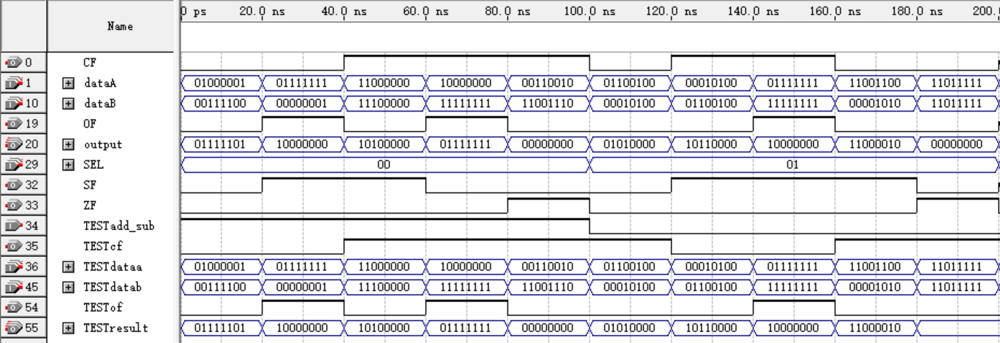 0 ps 20.0 ns 40.0 ns 60.0 ns 80.0 ns 100.0 ns 120.0 ns 140.0 ns 160.0 ns 180.0 ns 200.
Name
0 CF
1 dataA 01000001 01111111 11000000 10000000 00110010 01100100 00010100 01111111 11001100 11011111
10 dataB 00111100 00000001 11100000 11111111 11001110 00010100 01100100 11111111 00001010 11011111
19 OF
20 output 01111101 10000000 10100000 01111111 00000000 01010000 10110000 10000000 11000010 00000000
29 SEL 00 01
32 SF
33 ZF
34 TESTadd_sub
35 TESTcf
36 TESTdataa 01000001 01111111 11000000 10000000 00110010 01100100 00010100 01111111 11001100 11011111
45 TESTdatab 00111100 00000001 11100000 11111111 11001110 00010100 01100100 11111111 00001010 11011111
54 TESTof
55 TESTresult 01111101 10000000 10100000 01111111 00000000 01010000 10110000 10000000 11000010